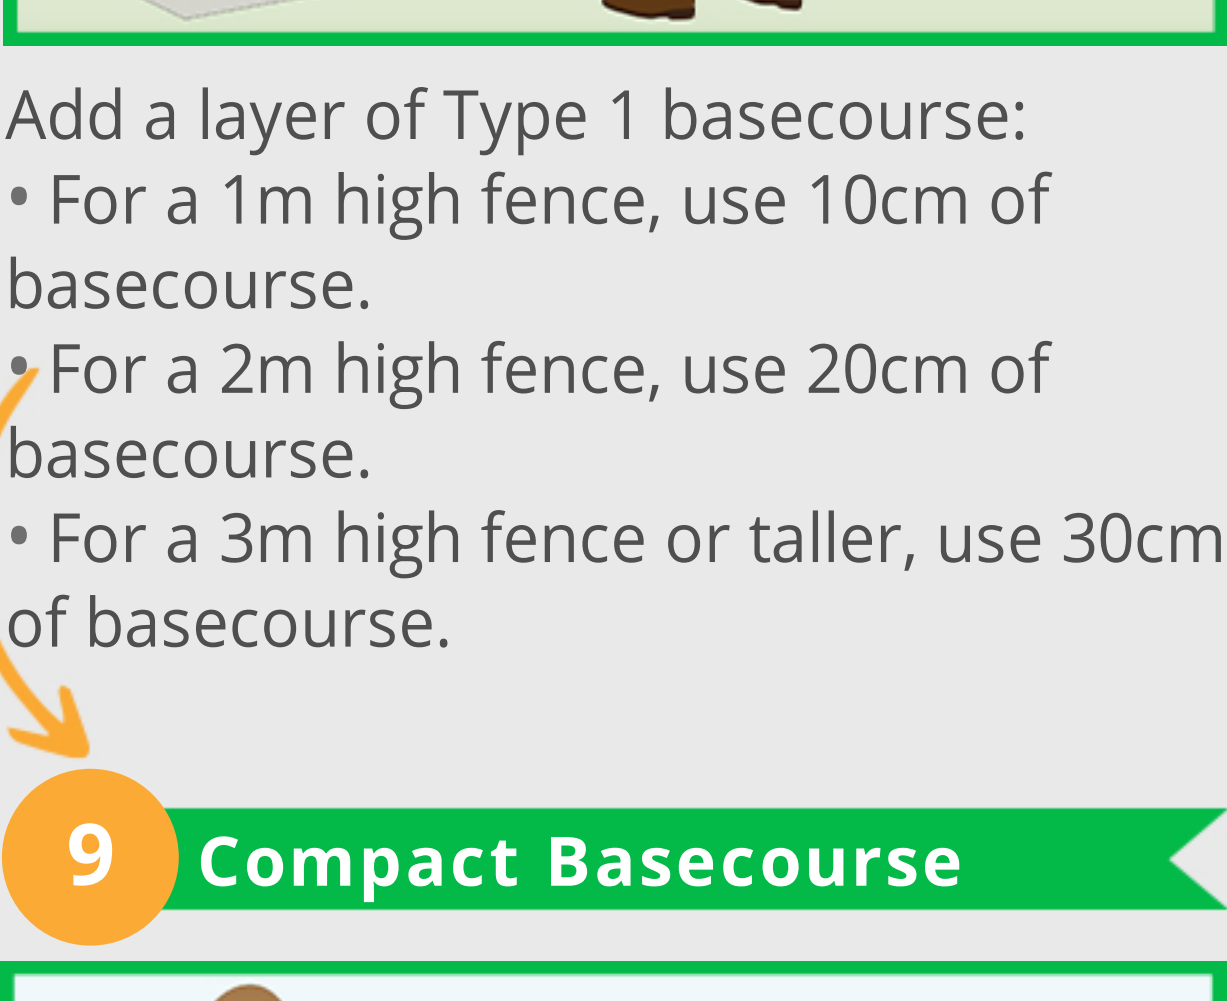 Add a layer of Type 1 basecourse:
• For a 1m high fence, use 10cm of
basecourse.
• For a 2m high fence, use 20cm of
basecourse.
• For a 3m high fence or taller, use 30cm
of basecourse.
9
Compact Basecourse